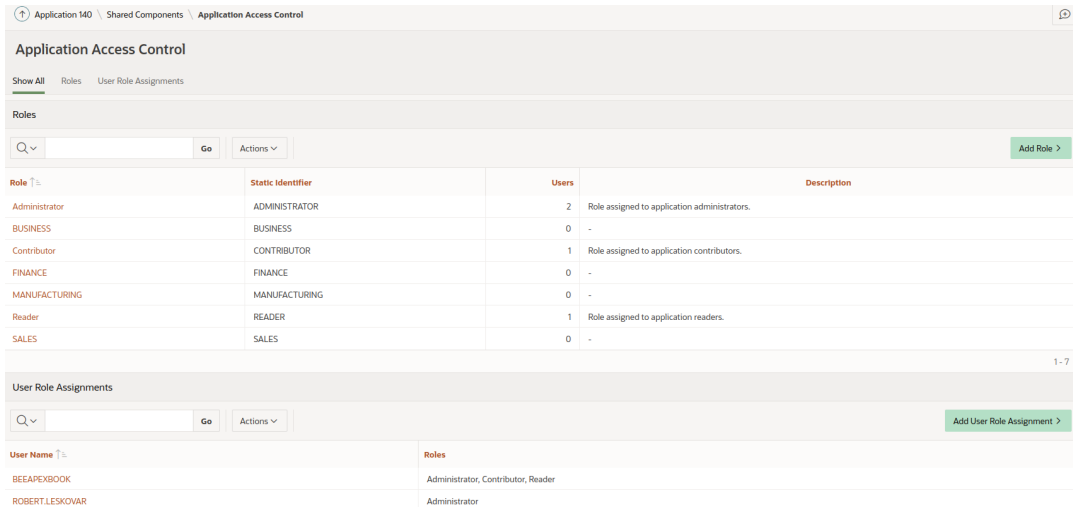 Application 140 \ Shared Components \ Application Access Control
Application Access Control
Show All Roles User Role Assignments
Roles
Go Actions Add Role >
Role Static Identifier Users Description
Administrator ADMINISTRATOR 2 Role assigned to application administrators.
BUSINESS BUSINESS 0 -
Contributor CONTRIBUTOR 1 Role assigned to application contributors.
FINANCE FINANCE 0 -
MANUFACTURING MANUFACTURING 0 -
Reader READER 1 Role assigned to application readers.
SALES SALES 0 -
1 - 7
User Role Assignments
Go Actions Add User Role Assignment >
User Name Roles
BEEAPEXBOOK Administrator, Contributor, Reader
ROBERT.LESKOVAR Administrator